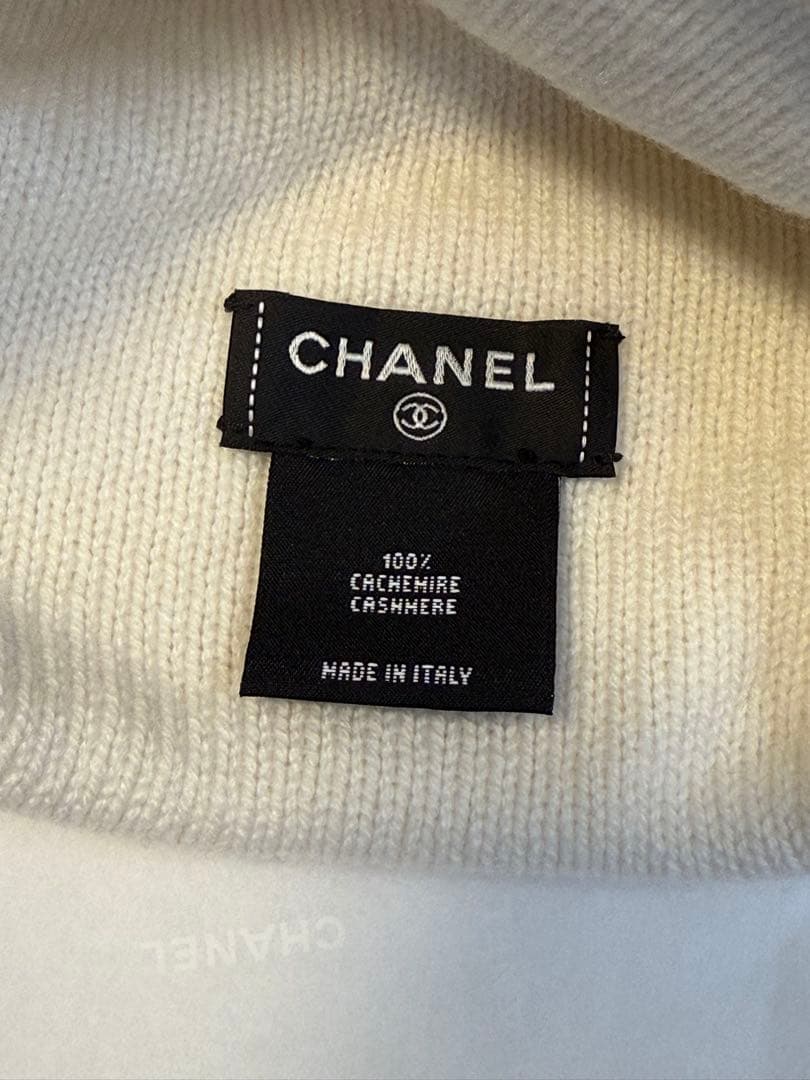 CHANEL
100%
CACHEMIRE
CASHMERE
MADE IN ITALY
CHANEL